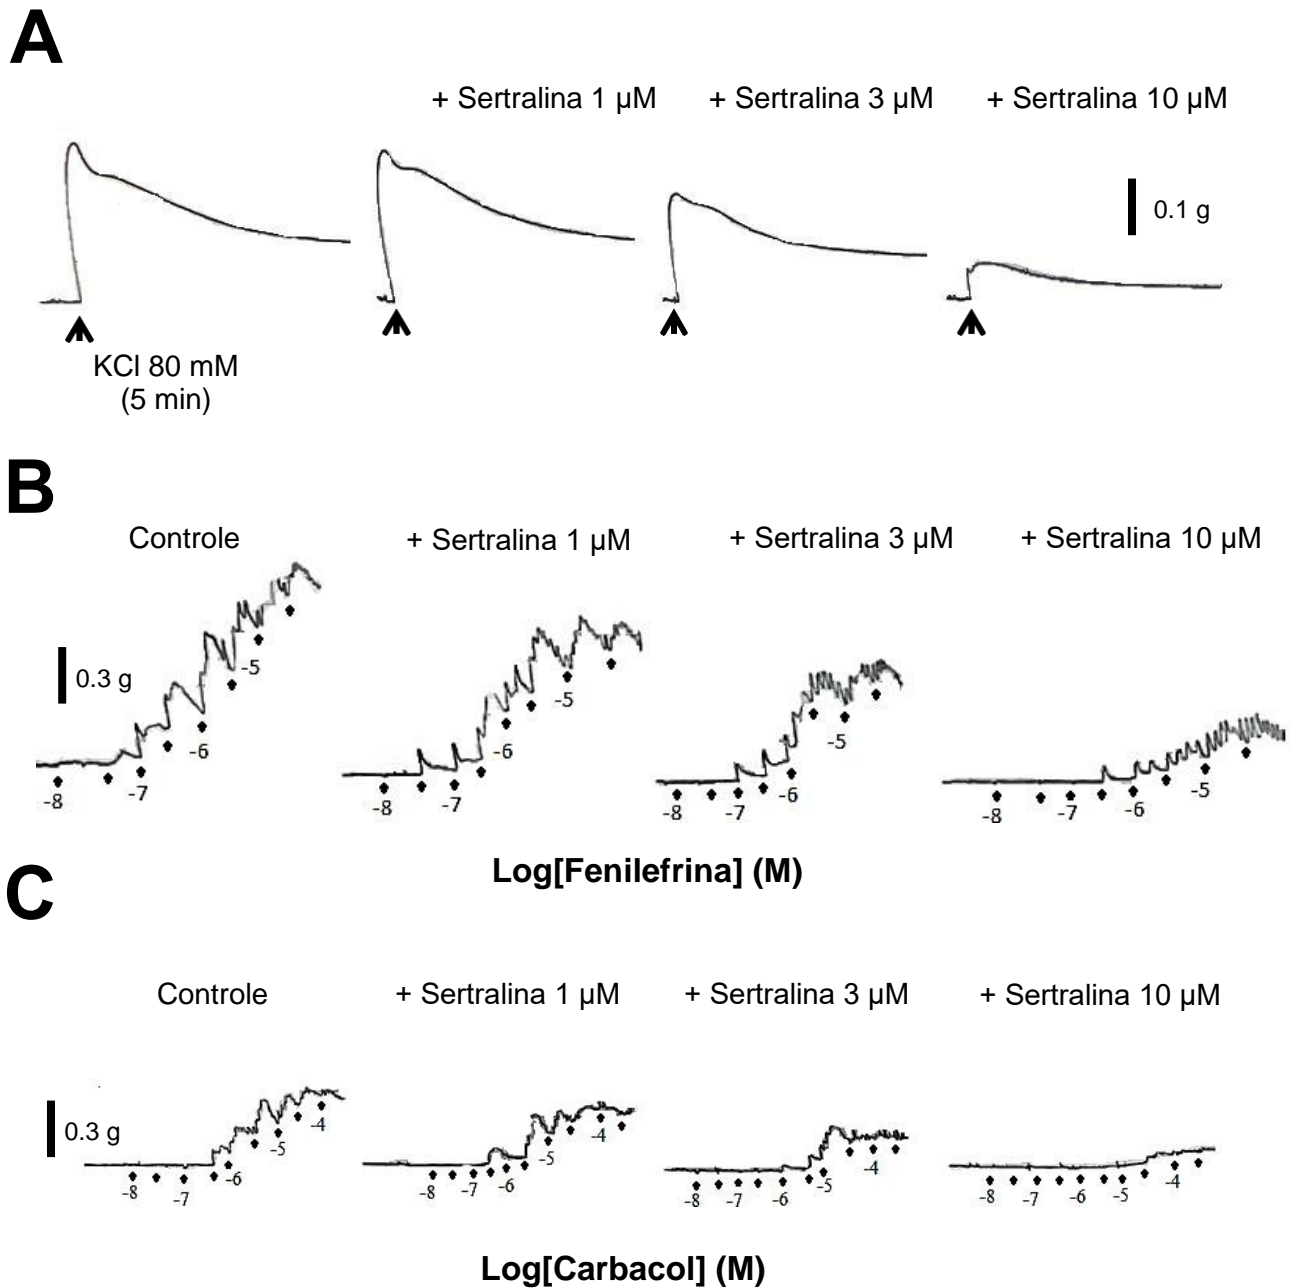 A
+ Sertralina 1 µM + Sertralina 3 µM + Sertralina 10 µM
0.1 g
KCl 80 mM
(5 min)
B
Controle + Sertralina 1 µM + Sertralina 3 µM + Sertralina 10 µM
0.3 g
-8 -7 -6 -5 -8 -7 -6 -5 -8 -7 -6 -5 -8 -7 -6 -5
Log[Fenilefrina] (M)
C
Controle + Sertralina 1 µM + Sertralina 3 µM + Sertralina 10 µM
0.3 g
-8 -7 -6 -5 -4 -8 -7 -6 -5 -4 -8 -7 -6 -5 -4 -8 -7 -6 -5 -4
Log[Carbacol] (M)